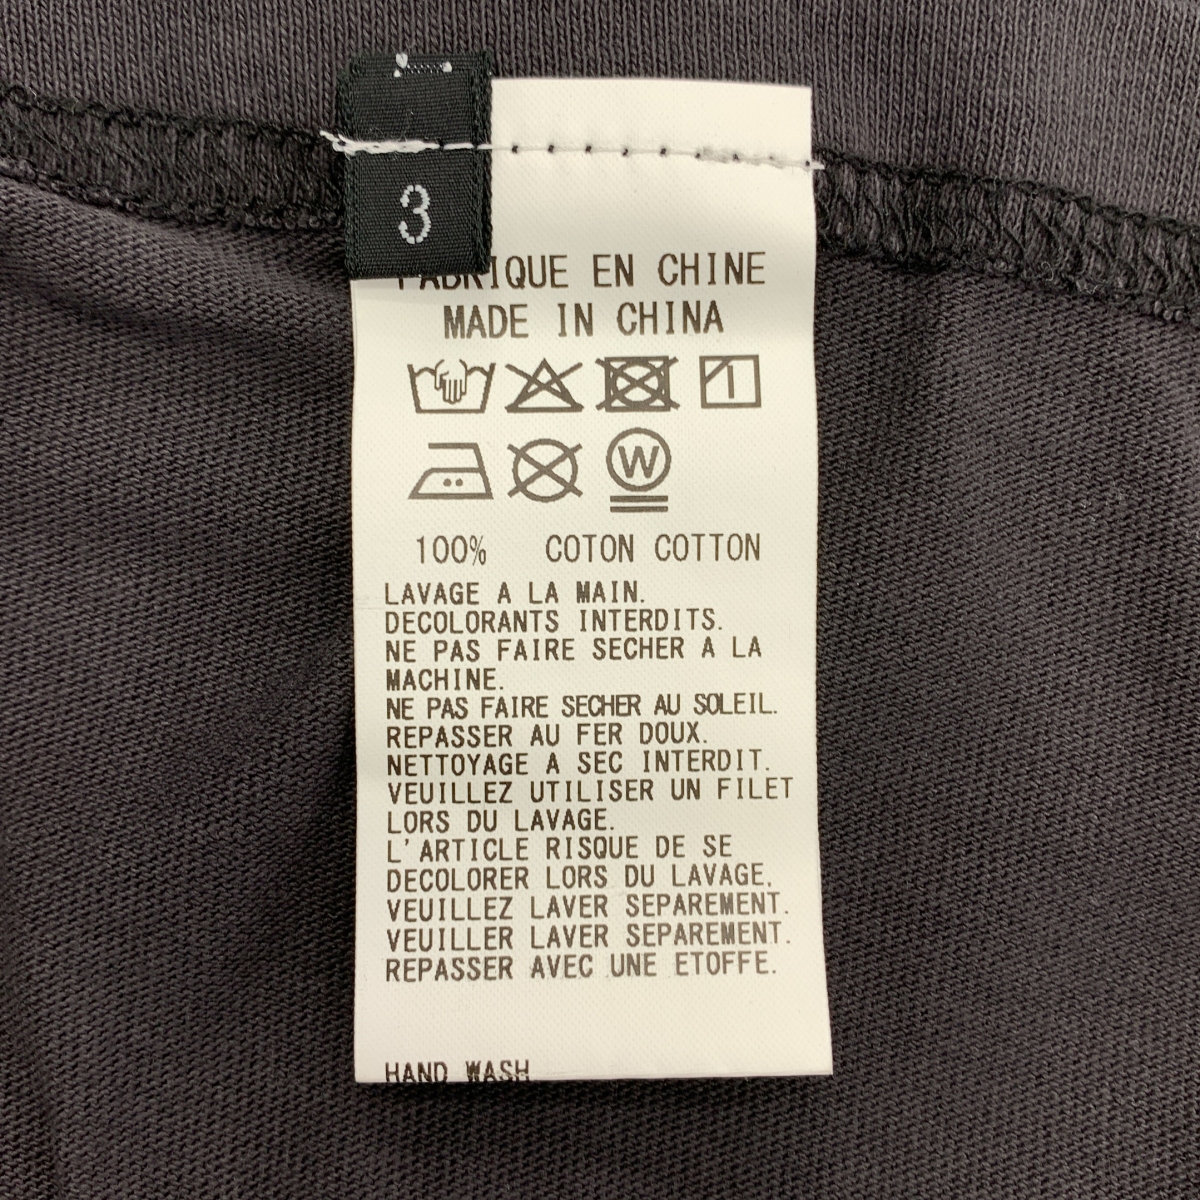 3
FABRIQUE EN CHINE
MADE IN CHINA
W
100% COTON COTTON
LAVAGE A LA MAIN.
DECOLORANTS INTERDITS.
NE PAS FAIRE SECHER A LA
MACHINE.
NE PAS FAIRE SECHER AU SOLEIL.
REPASSER AU FER DOUX.
NETTOYAGE A SEC INTERDIT.
VEUILLEZ UTILISER UN FILET
LORS DU LAVAGE.
L'ARTICLE RISQUE DE SE
DECOLORER LORS DU LAVAGE.
VEUILLEZ LAVER SEPAREMENT.
VEUILLER LAVER SEPAREMENT.
REPASSER AVEC UNE ETOFFE.
HAND WASH